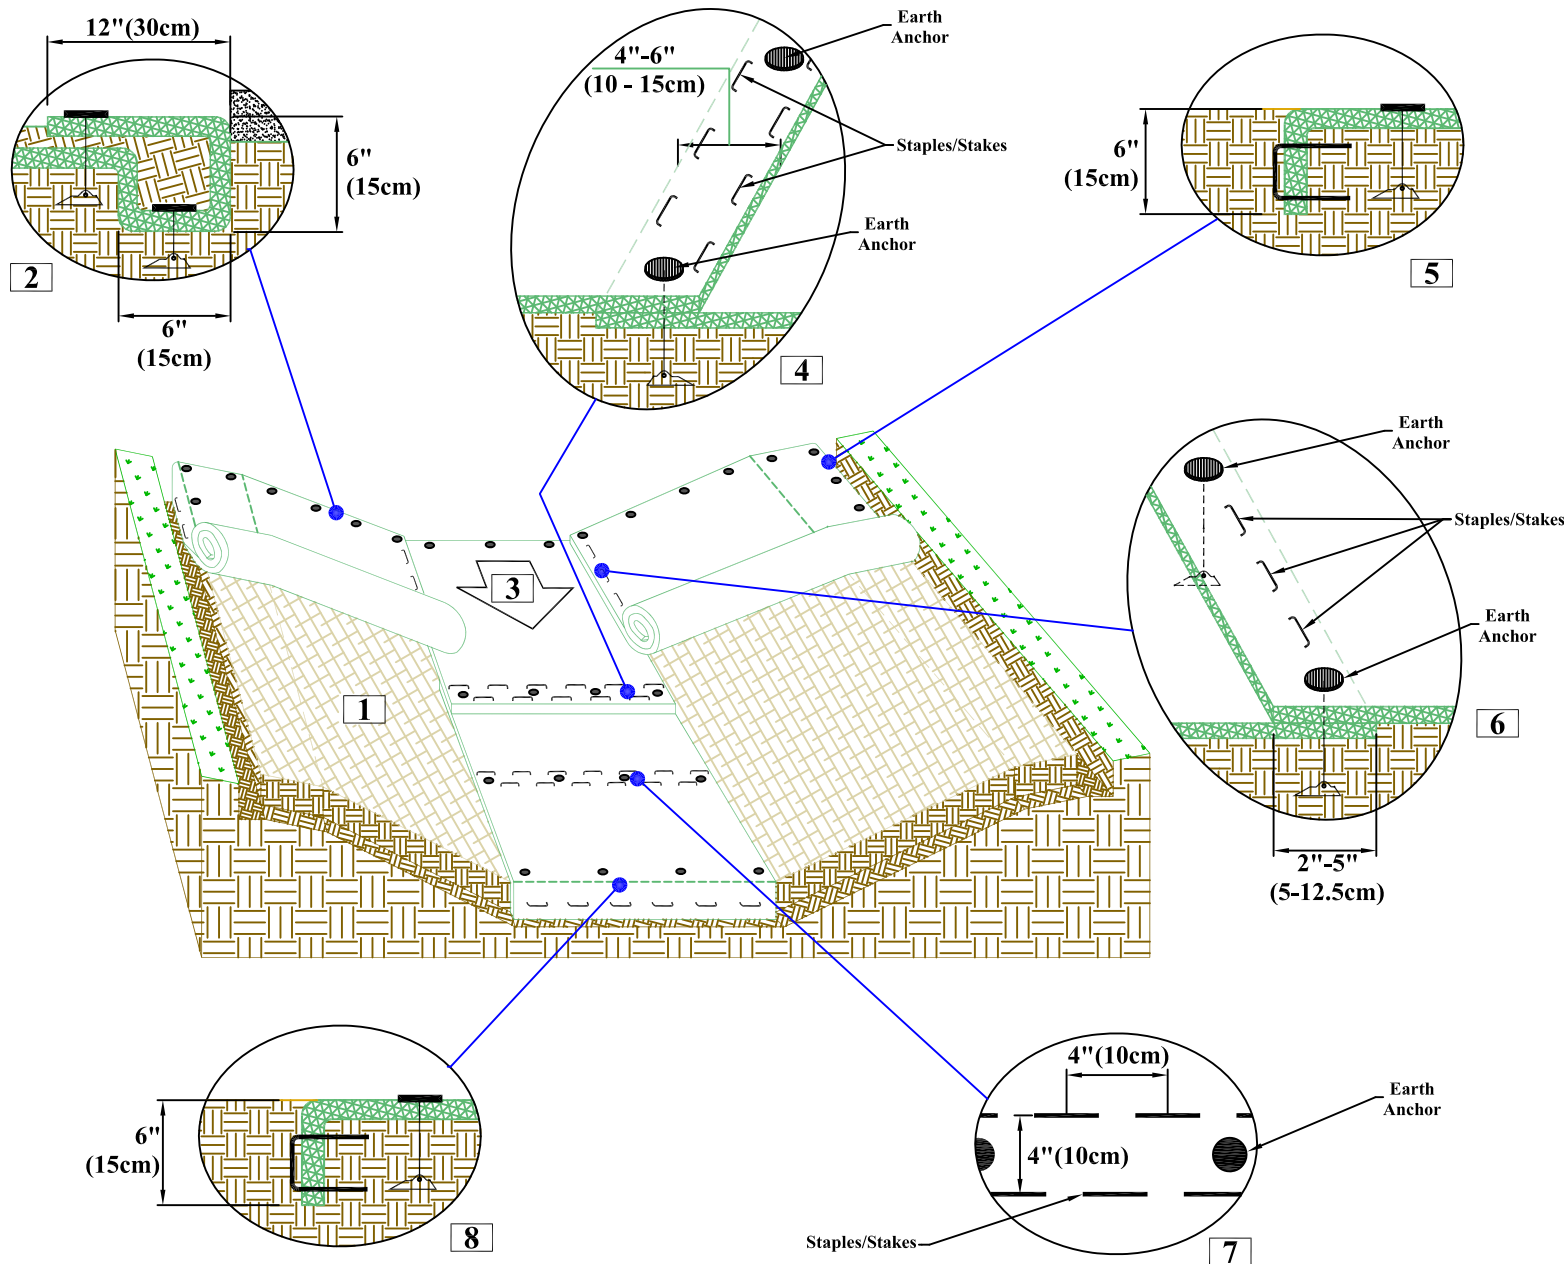 12"(30cm)
6"
(15cm)
6"
(15cm)
2
4"-6"
(10 - 15cm)
Earth
Anchor
Staples/Stakes
Earth
Anchor
4
6"
(15cm)
5
Earth
Anchor
Staples/Stakes
Earth
Anchor
6
2"-5"
(5-12.5cm)
3
1
6"
(15cm)
8
4"(10cm)
4"(10cm)
Earth
Anchor
Staples/Stakes
7